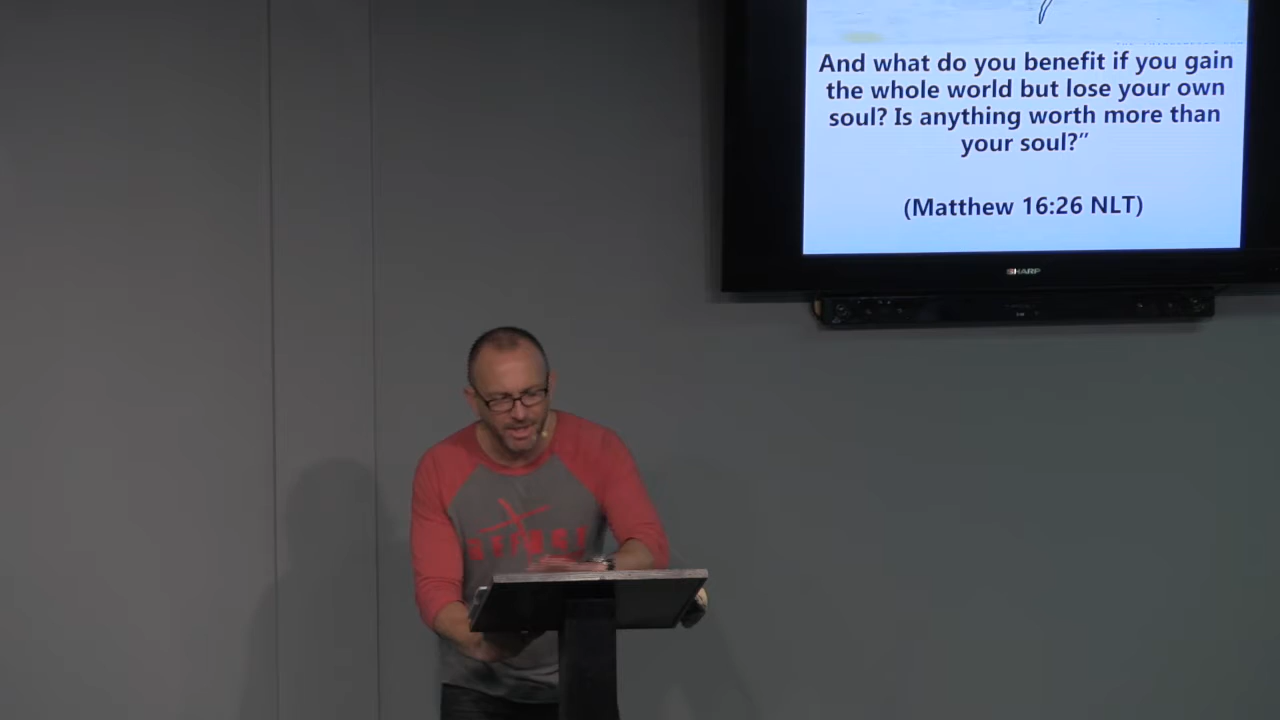 And what do you benefit if you gain
the whole world but lose your own
soul? Is anything worth more than
your soul?”
(Matthew 16:26 NLT)
SHARP